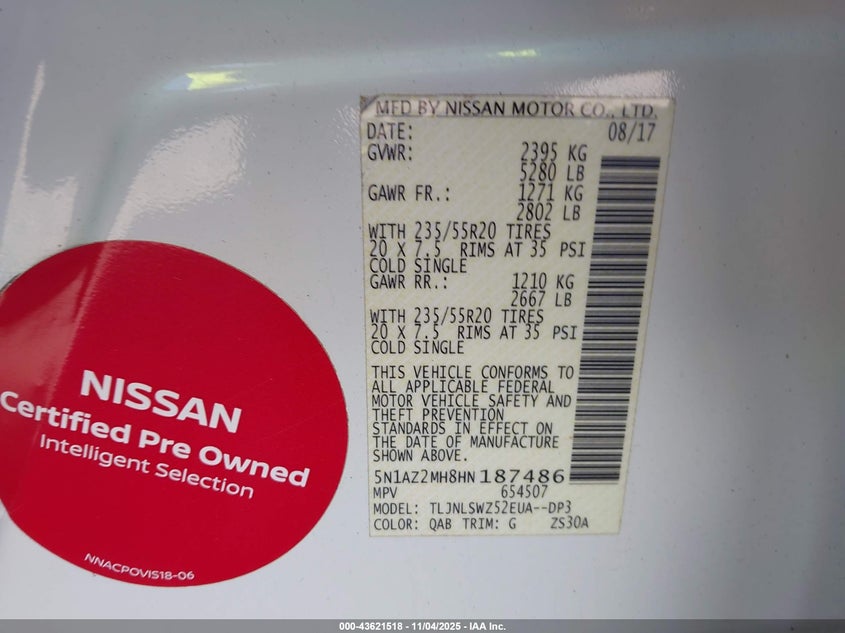 MFD BY NISSAN MOTOR CO., LTD.
DATE: 08/17
GVWR: 2395 KG
5280 LB
GAWR FR.: 1271 KG
2802 LB
WITH 235/55R20 TIRES
20 X 7.5 RIMS AT 35 PSI
COLD SINGLE
GAWR RR.: 1210 KG
2667 LB
WITH 235/55R20 TIRES
20 X 7.5 RIMS AT 35 PSI
COLD SINGLE
THIS VEHICLE CONFORMS TO
ALL APPLICABLE FEDERAL
MOTOR VEHICLE SAFETY AND
THEFT PREVENTION
STANDARDS IN EFFECT ON
THE DATE OF MANUFACTURE
SHOWN ABOVE.
5N1AZ2MH8HN187486
MPV 654507
MODEL: TLJNLSWZ52EUA--DP3
COLOR: QAB TRIM: G ZS30A
NISSAN
Certified Pre Owned
Intelligent Selection
NNACPOVIS18-06
000-43621518 - 11/04/2025 - IAA Inc.